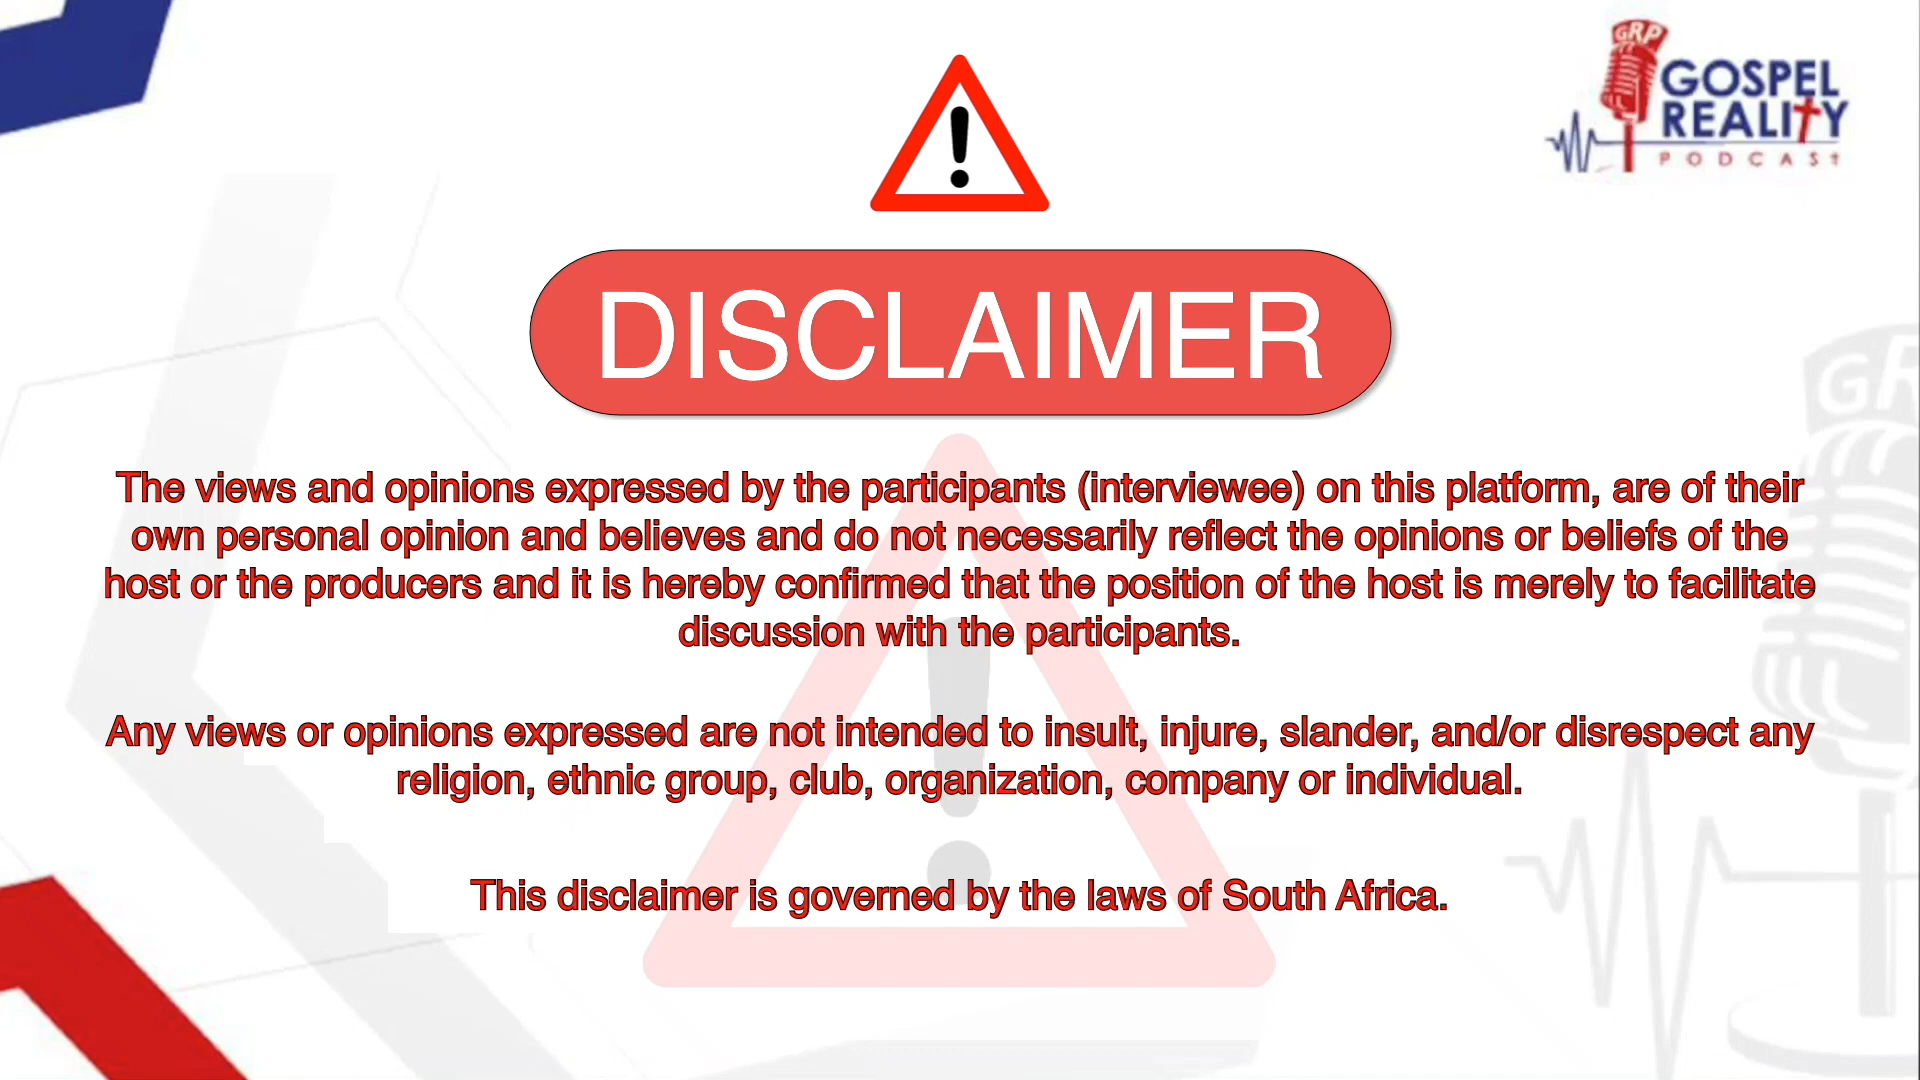 GRP
GOSPEL
REALITY
PODCAST
DISCLAIMER
The views and opinions expressed by the participants (interviewee) on this platform, are of their
own personal opinion and believes and do not necessarily reflect the opinions or beliefs of the
host or the producers and it is hereby confirmed that the position of the host is merely to facilitate
discussion with the participants.
Any views or opinions expressed are not intended to insult, injure, slander, and/or disrespect any
religion, ethnic group, club, organization, company or individual.
This disclaimer is governed by the laws of South Africa.
GR